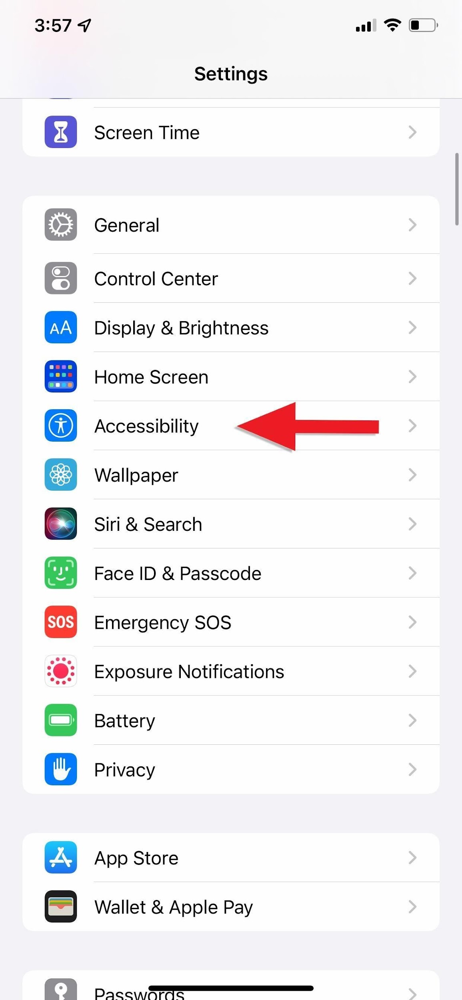 3:57
Settings
Screen Time
General
Control Center
AA
Display & Brightness
Home Screen
Accessibility
Wallpaper
Siri & Search
Face ID & Passcode
SOS
Emergency SOS
Exposure Notifications
Battery
Privacy
App Store
Wallet & Apple Pay
Passwords